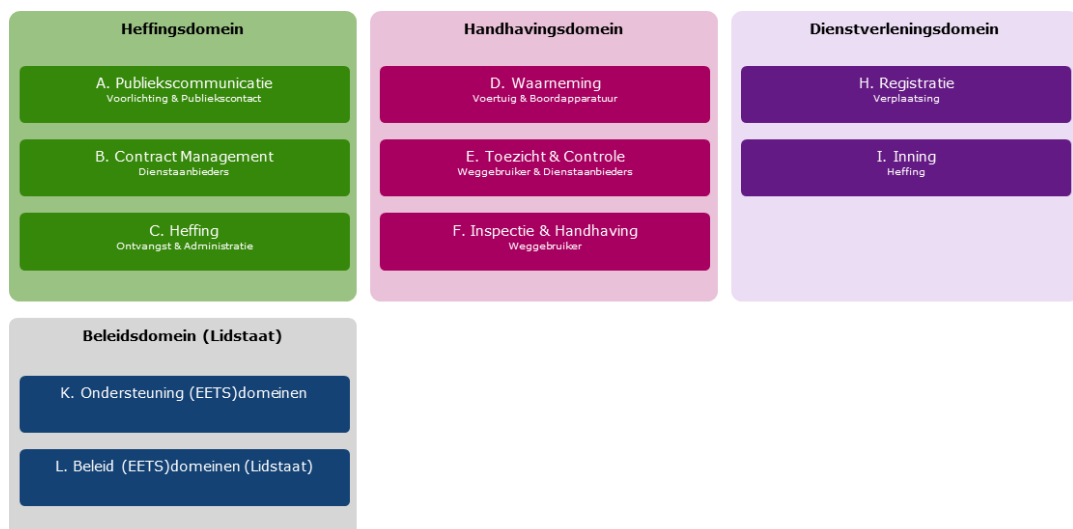 Heffingsdomein
A. Publiekscommunicatie
Voorlichting & Publiekscontact
B. Contract Management
Dienstaanbieders
C. Heffing
Ontvangst & Administratie
Handhavingsdomein
D. Waarneming
Voertuig & Boordapparatuur
E. Toezicht & Controle
Weggebruiker & Dienstaanbieders
F. Inspectie & Handhaving
Weggebruiker
Dienstverleningsdomein
H. Registratie
Verplaatsing
I. Inning
Heffing
Beleidsdomein (Lidstaat)
K. Ondersteuning (EETS)domeinen
L. Beleid (EETS)domeinen (Lidstaat)